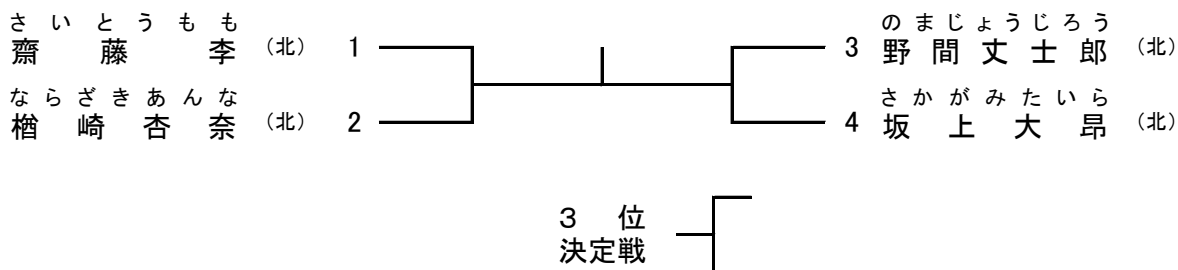 さいとうもも
齋藤李 （北） 1
ならざきあんな
楢崎杏奈 （北） 2
のまじょうじろう
3 野間丈士郎 （北）
さかがみたいら
4 坂上大昂 （北）
３位
決定戦